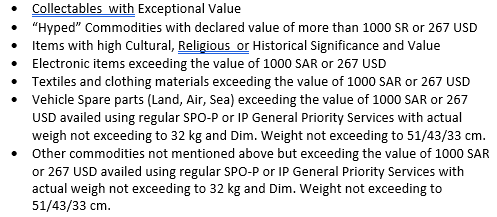 • Collectables with Exceptional Value
• “Hyped” Commodities with declared value of more than 1000 SR or 267 USD
• Items with high Cultural, Religious or Historical Significance and Value
• Electronic items exceeding the value of 1000 SAR or 267 USD
• Textiles and clothing materials exceeding the value of 1000 SAR or 267 USD
• Vehicle Spare parts (Land, Air, Sea) exceeding the value of 1000 SAR or 267
USD availed using regular SPO-P or IP General Priority Services with actual
weigh not exceeding to 32 kg and Dim. Weight not exceeding to 51/43/33 cm.
• Other commodities not mentioned above but exceeding the value of 1000 SAR
or 267 USD availed using regular SPO-P or IP General Priority Services with
actual weigh not exceeding to 32 kg and Dim. Weight not exceeding to
51/43/33 cm.